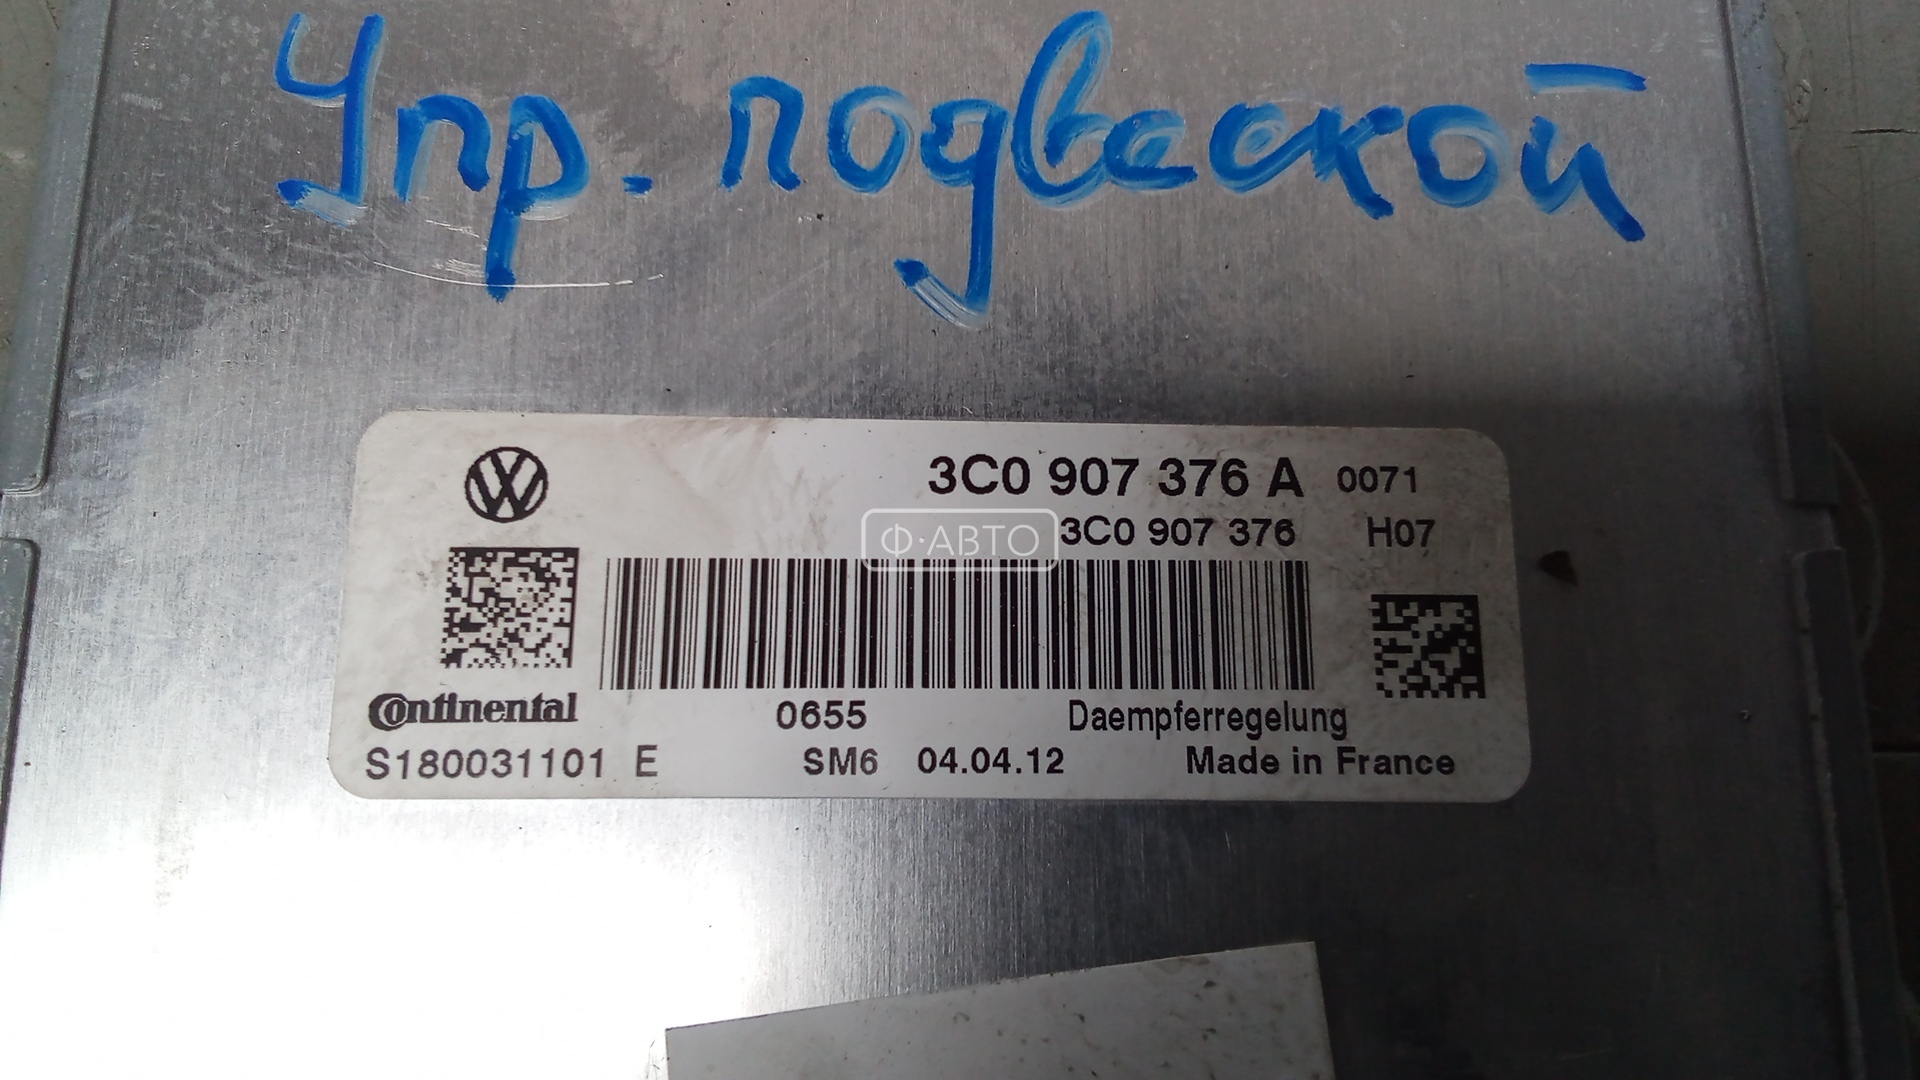 Упр. подвеской
3C0 907 376 A 0071
3C0 907 376 H07
Ф·АВТО
Continental 0655 Daempferregelung
S180031101 E SM6 04.04.12 Made in France